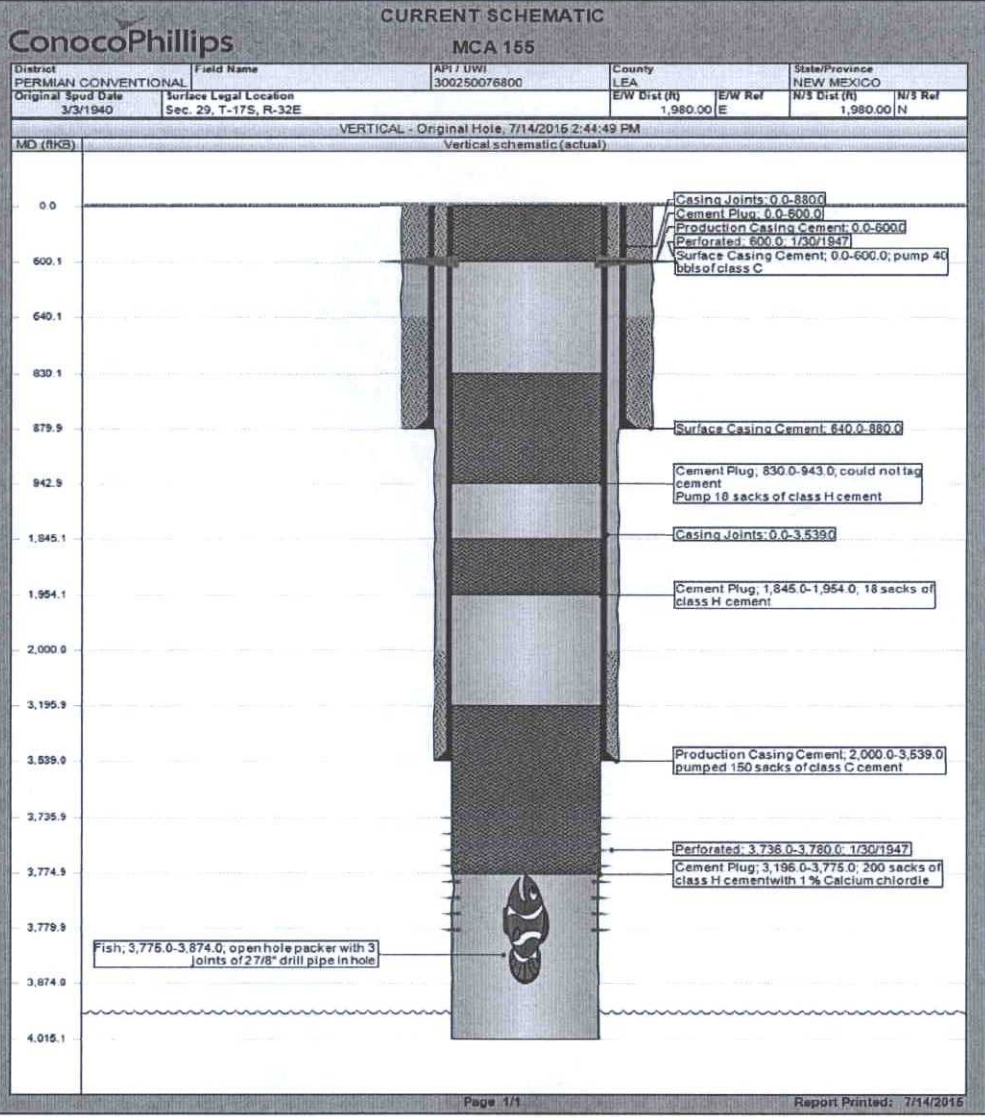 CURRENT SCHEMATIC
ConocoPhillips
MCA 155
District Field Name API / UWI County State/Province
PERMIAN CONVENTIONAL 300250076800 LEA NEW MEXICO
Original Spud Date Surface Legal Location E/W Dist (ft) E/W Ref N/S Dist (ft) N/S Ref
3/3/1940 Sec. 29, T-17S, R-32E 1,980.00 E 1,980.00 N
VERTICAL - Original Hole, 7/14/2015 2:44:49 PM
MD (ftKB) Vertical schematic (actual)
0.0
600.1
640.1
830.1
879.9
942.9
1,845.1
1,954.1
2,000.0
3,195.9
3,539.0
3,735.9
3,774.9
3,779.9
3,874.0
4,015.1
Casing Joints; 0.0-880.0
Cement Plug; 0.0-600.0
Production Casing Cement; 0.0-600.0
Perforated; 600.0; 1/30/1947
Surface Casing Cement; 0.0-600.0; pump 40
bbls of class C
Surface Casing Cement; 640.0-880.0
Cement Plug; 830.0-943.0; could not tag
cement
Pump 18 sacks of class H cement
Casing Joints; 0.0-3,539.0
Cement Plug; 1,845.0-1,954.0; 18 sacks of
class H cement
Production Casing Cement; 2,000.0-3,539.0
pumped 150 sacks of class C cement
Perforated; 3,736.0-3,780.0; 1/30/1947
Cement Plug; 3,196.0-3,775.0; 200 sacks of
class H cementwith 1% Calcium chlordie
Fish; 3,775.0-3,874.0; open hole packer with 3
joints of 2 7/8" drill pipe in hole
Page 1/1
Report Printed: 7/14/2015